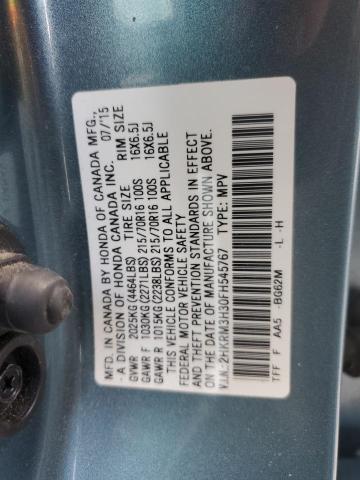 MFD. IN CANADA BY HONDA OF CANADA MFG.,
- A DIVISION OF HONDA CANADA INC. 07/'15
GVWR 2025KG (4464LBS) TIRE SIZE RIM SIZE
GAWR F 1030KG (2271LBS) 215/70R16 100S 16X6.5J
GAWR R 1015KG (2238LBS) 215/70R16 100S 16X6.5J
THIS VEHICLE CONFORMS TO ALL APPLICABLE
FEDERAL MOTOR VEHICLE SAFETY
AND THEFT PREVENTION STANDARDS IN EFFECT
ON THE DATE OF MANUFACTURE SHOWN ABOVE.
V.I.N.: 2HKRM3H30FH545767 TYPE: MPV
TFF F AA5 BG62M -L -H